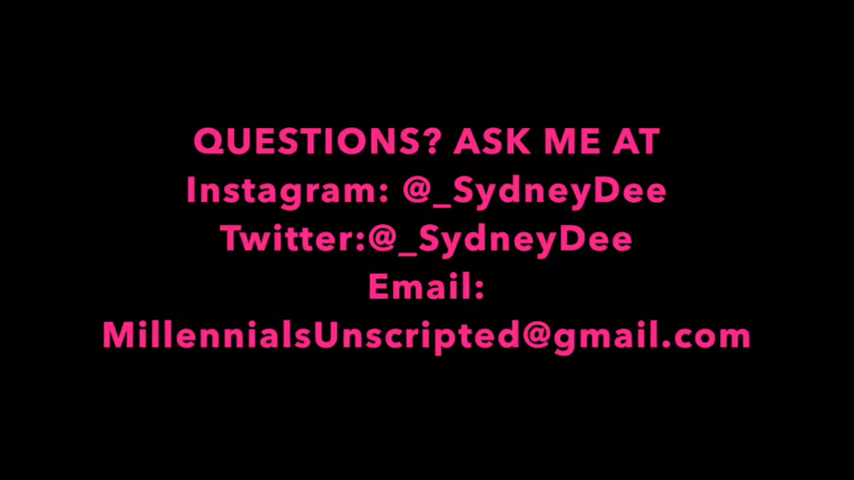 QUESTIONS? ASK ME AT
Instagram: @_SydneyDee
Twitter:@_SydneyDee
Email:
MillennialsUnscripted@gmail.com